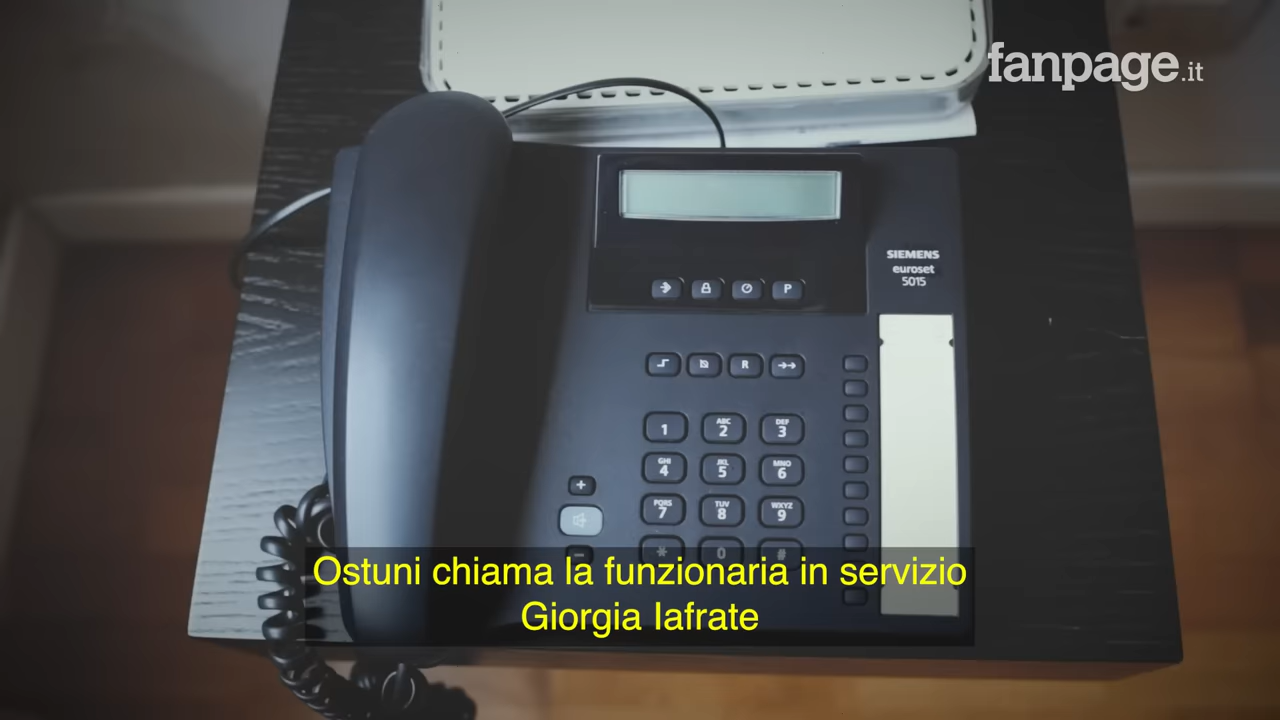 fanpage.it
SIEMENS
euroset
5015
P
R
1
ABC
2
DEF
3
GHI
4
JKL
5
MNO
6
PQRS
7
TUV
8
WXYZ
9
*
0
#
+
-
Ostuni chiama la funzionaria in servizio
Giorgia Iafrate